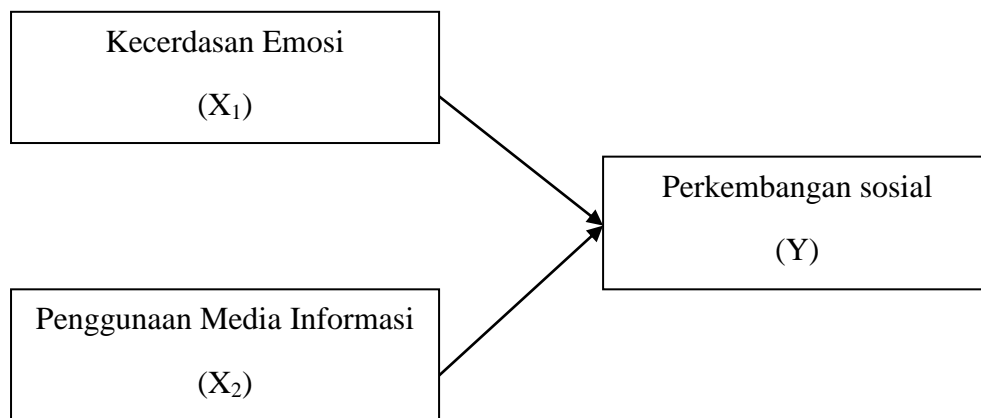 Kecerdasan Emosi
(X₁)
Perkembangan sosial
(Y)
Penggunaan Media Informasi
(X₂)